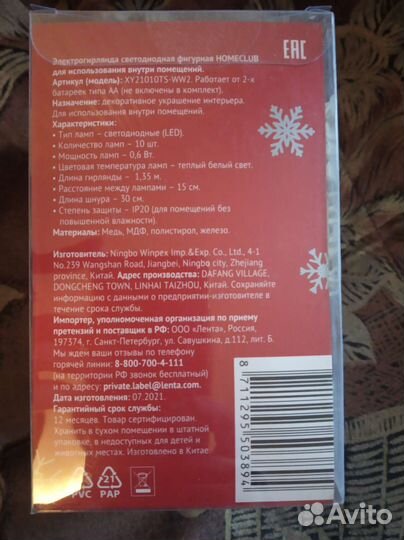 Электрогирлянда светодиодная фигурная HOMECLUB
для использования внутри помещений.
Артикул (модель): XY21010TS-WW2. Работает от 2-х
батареек типа АА (не включены в комплект).
Назначение: декоративное украшение интерьера.
Для использования внутри помещений.
Характеристики:
• Тип ламп – светодиодные (LED).
• Количество ламп – 10 шт.
• Мощность ламп – 0,6 Вт.
• Цветовая температура ламп – теплый белый свет.
• Длина гирлянды – 1,35 м.
• Расстояние между лампами – 15 см.
• Длина шнура – 30 см.
• Степень защиты – IP20 (для помещений без
повышенной влажности).
Материалы: Медь, МДФ, полистирол, железо.
Изготовитель: Ningbo Winpex Imp.&Exp. Co., Ltd., 4-1
No.239 Wangshan Road, Jiangbei, Ningbo city, Zhejiang
province, Китай. Адрес производства: DAFANG VILLAGE,
DONGCHENG TOWN, LINHAI TAIZHOU, Китай. Сохраняйте
информацию с данными о предприятии-изготовителе в
течение срока службы.
Импортер, уполномоченная организация по приему
претензий и поставщик в РФ: ООО «Лента», Россия,
197374, г. Санкт-Петербург, ул. Савушкина, д.112, лит. Б.
Мы ждем ваши отзывы по телефону
горячей линии: 8-800-700-4-111
(на территории РФ звонок бесплатный)
и по адресу: private.label@lenta.com.
Дата изготовления: 07.2021.
Гарантийный срок службы:
12 месяцев. Товар сертифицирован.
Хранить в сухом помещении в штатной
упаковке, в недоступных для детей и
животных местах. Изготовлено в Китае
EAC
8 711295 503894
PVC
21
PAP
Avito